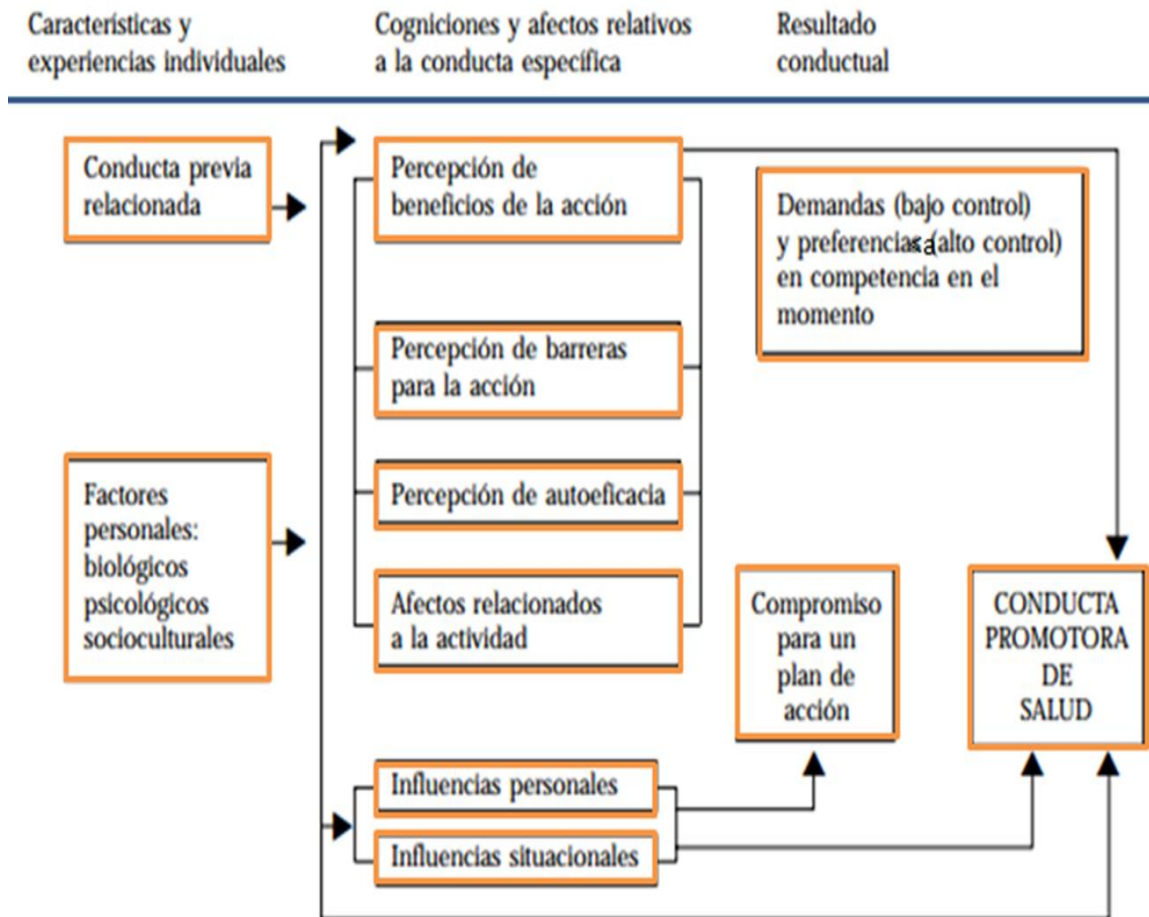 Características y
experiencias individuales
Cogniciones y afectos relativos
a la conducta específica
Resultado
conductual
Conducta previa
relacionada
Percepción de
beneficios de la acción
Demandas (bajo control)
y preferencias (alto control)
en competencia en el
momento
Percepción de barreras
para la acción
Factores
personales:
biológicos
psicológicos
socioculturales
Percepción de autoeficacia
Afectos relacionados
a la actividad
Compromiso
para un
plan de
acción
CONDUCTA
PROMOTORA
DE
SALUD
Influencias personales
Influencias situacionales